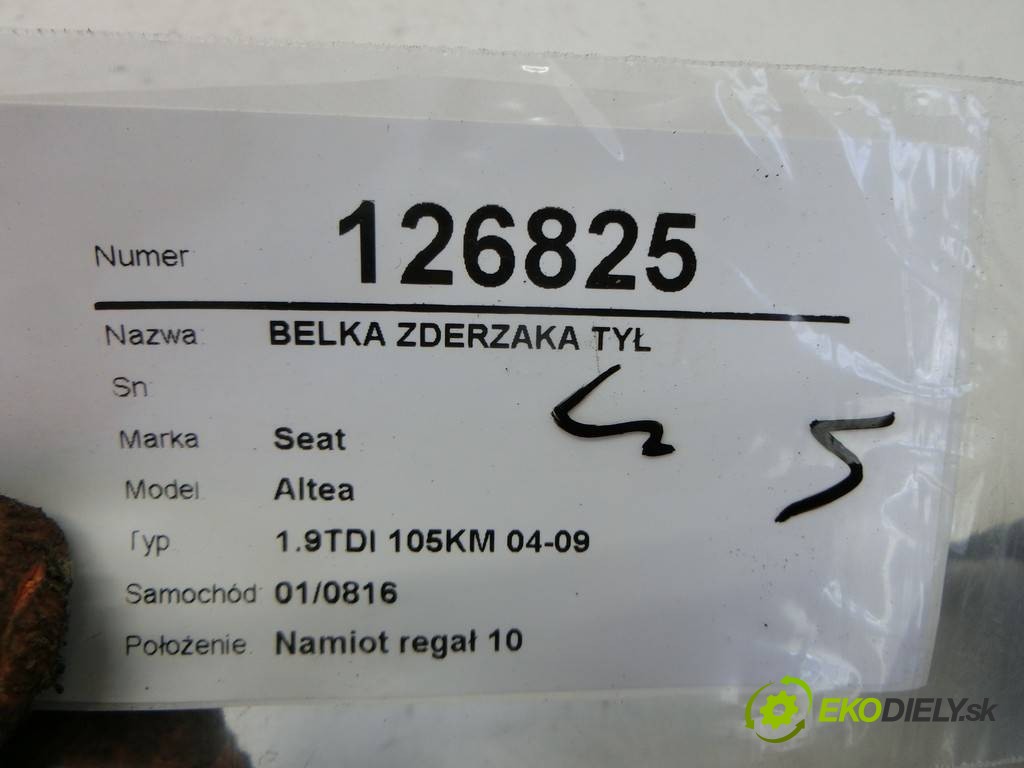 Numer 126825
Nazwa: BELKA ZDERZAKA TYŁ
Sn:
Marka Seat
Model: Altea
Typ 1.9TDI 105KM 04-09
Samochód: 01/0816
Położenie: Namiot regał 10
EKODIELY.sk